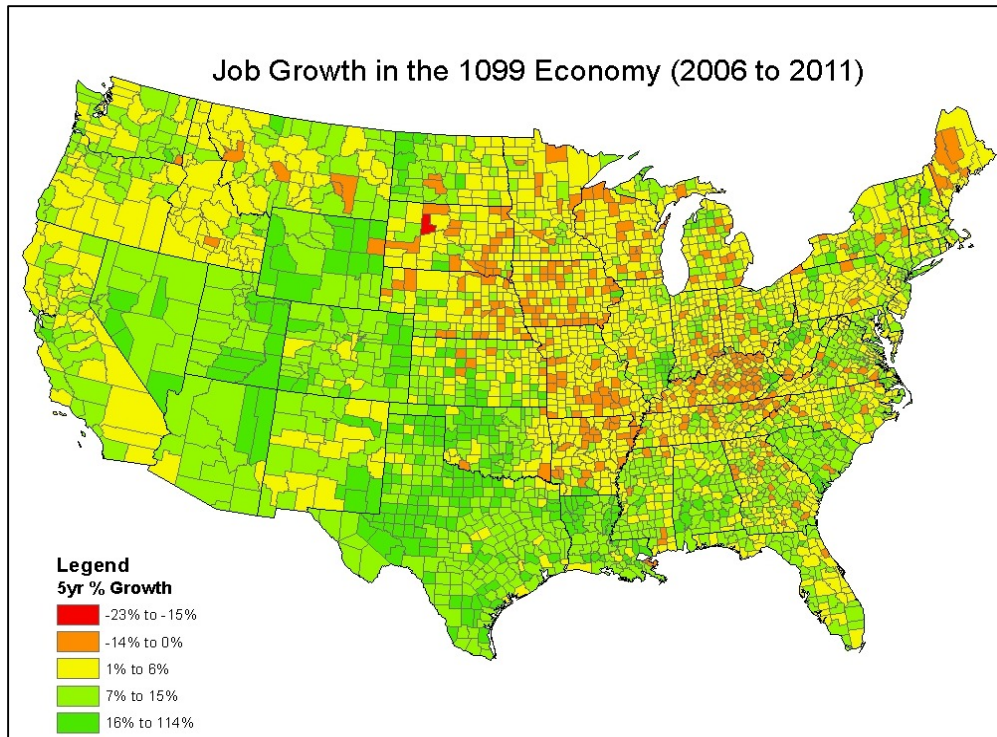 Job Growth in the 1099 Economy (2006 to 2011)
Legend
5yr % Growth
-23% to -15%
-14% to 0%
1% to 6%
7% to 15%
16% to 114%